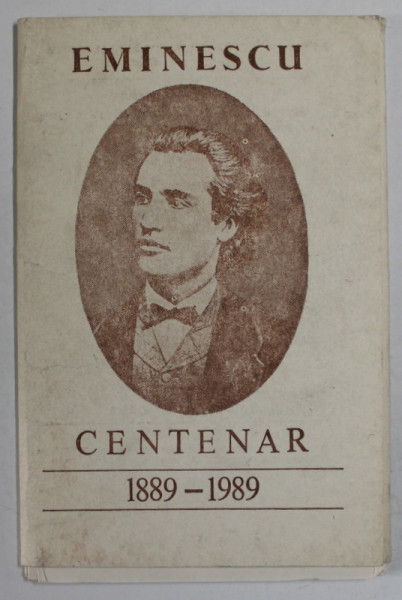 EMINESCU
CENTENAR
1889 – 1989